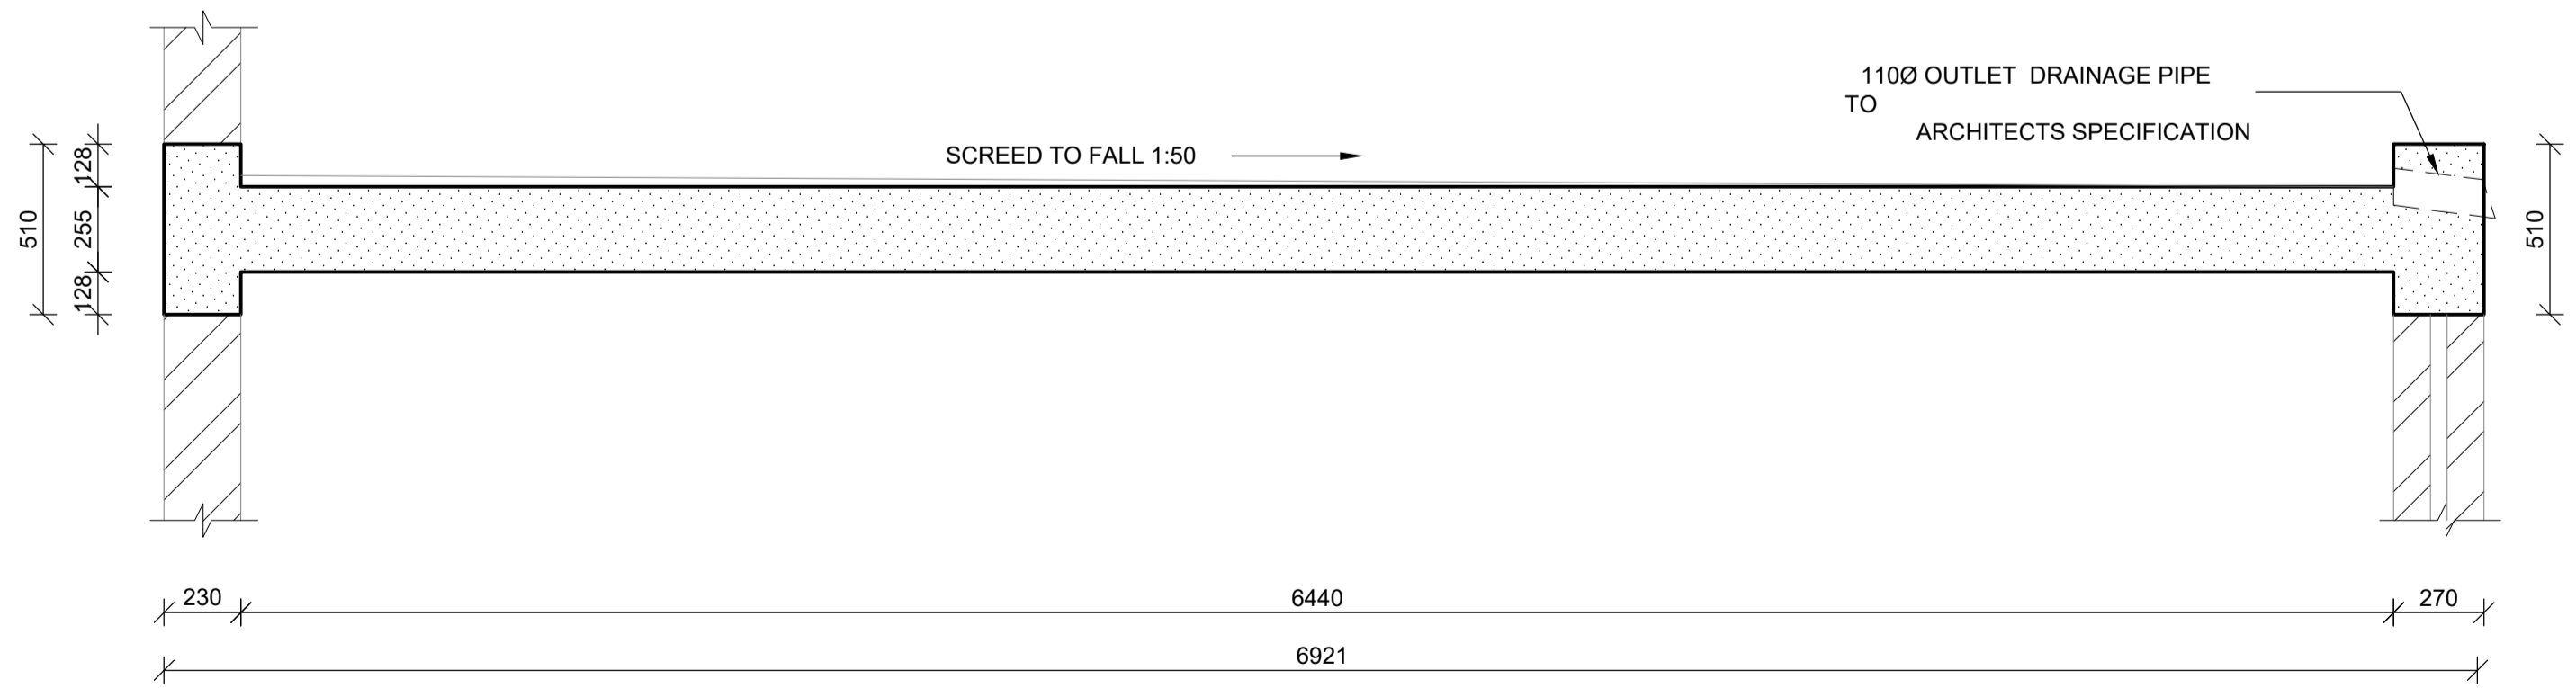 110Ø OUTLET DRAINAGE PIPE
TO
ARCHITECTS SPECIFICATION
SCREED TO FALL 1:50
510
128
255
128
510
230
6440
270
6921